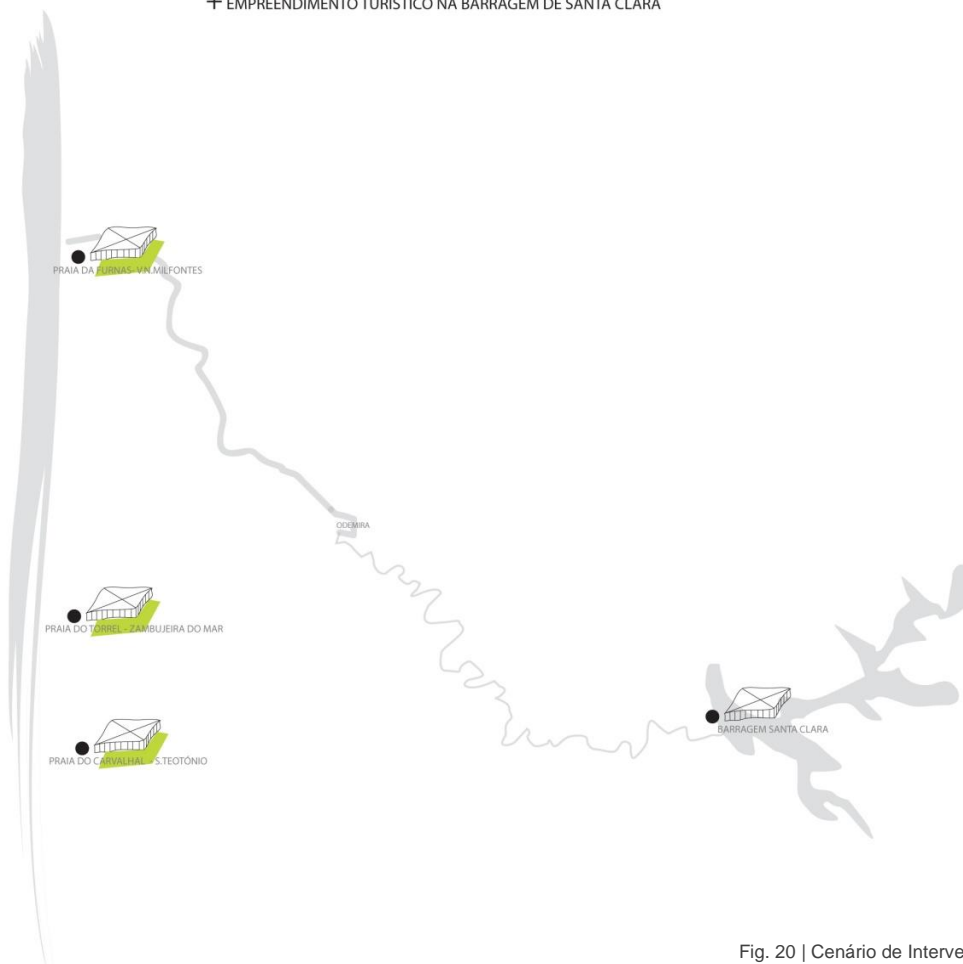 + EMPREENDIMENTO TURÍSTICO NA BARRAGEM DE SANTA CLARA
PRAIA DA FURNAS- V.N.MILFONTES
ODEMIRA
PRAIA DO TORREL - ZAMBUJEIRA DO MAR
BARRAGEM SANTA CLARA
PRAIA DO CARVALHAL - S.TEOTÓNIO
Fig. 20 | Cenário de Interve